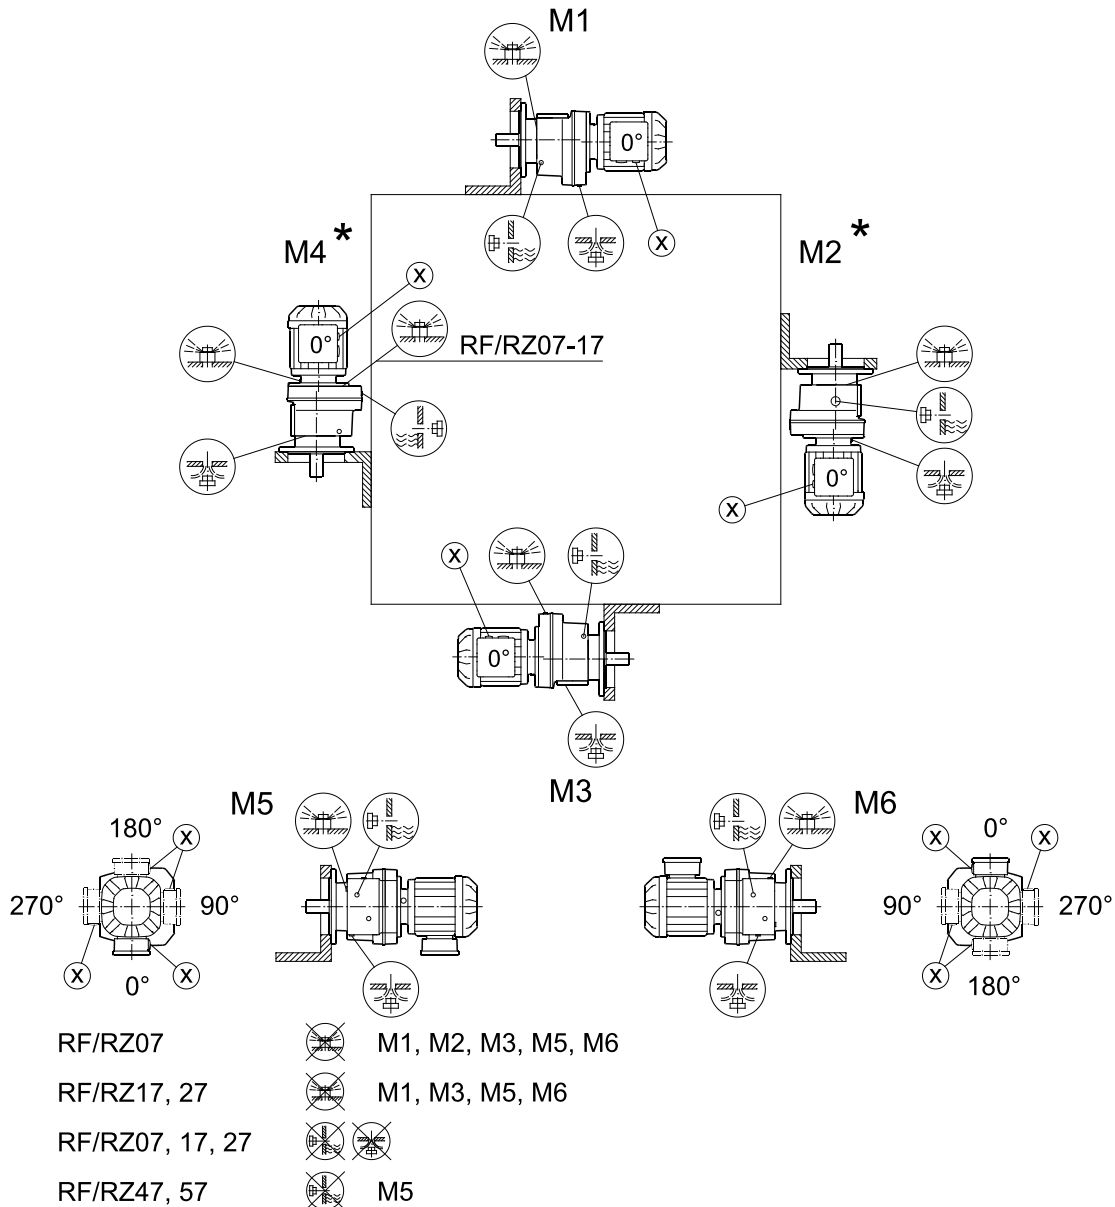 M1
0°
X
M4 *
M2 *
X
0°
RF/RZ07-17
0°
X
X
0°
M3
M5
M6
180°
X
270°
90°
X
X
0°
X
0°
X
90°
270°
X
180°
RF/RZ07 M1, M2, M3, M5, M6
RF/RZ17, 27 M1, M3, M5, M6
RF/RZ07, 17, 27
RF/RZ47, 57 M5